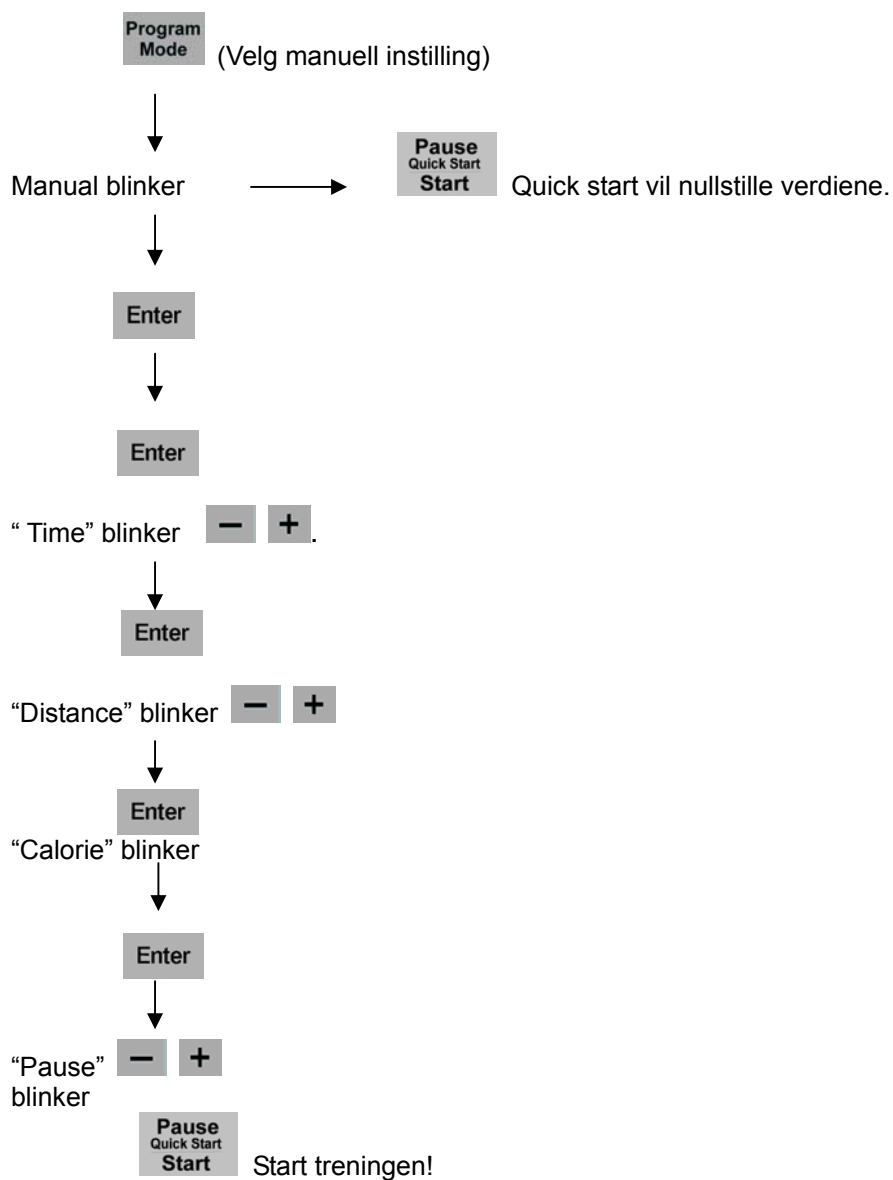 Program
Mode
(Velg manuell instilling)
Manual blinker
Pause
Quick Start
Start
Quick start vil nullstille verdiene.
Enter
Enter
“ Time” blinker − + .
Enter
“Distance” blinker − +
Enter
“Calorie” blinker
Enter
“Pause” − +
blinker
Pause
Quick Start
Start
Start treningen!